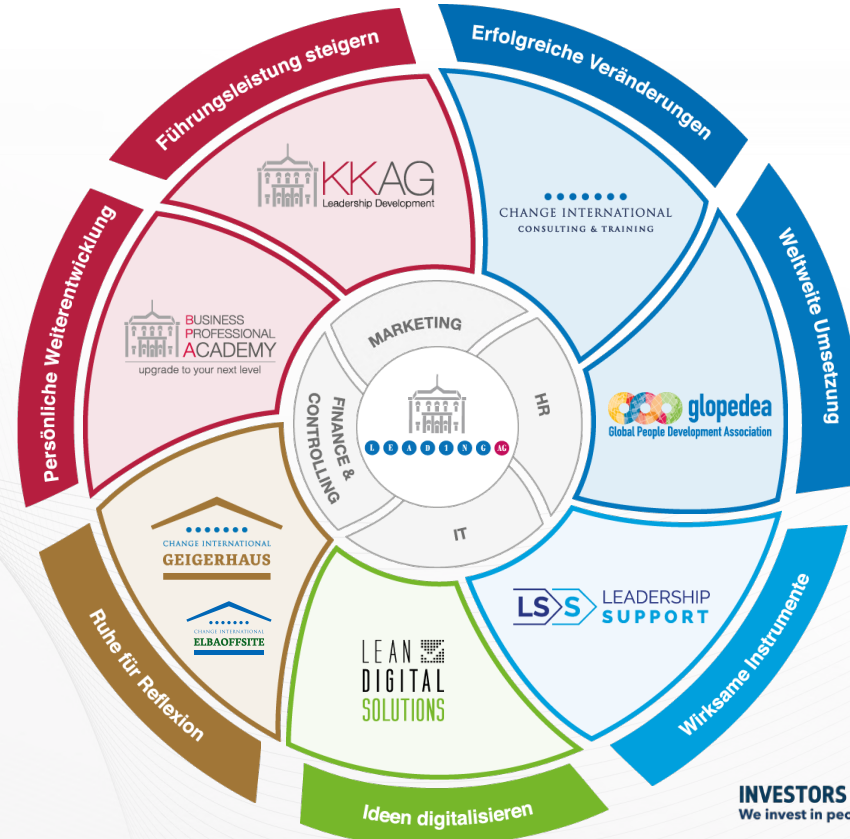 Führungsleistung steigern
Erfolgreiche Veränderungen
KKAG
Leadership Development
CHANGE INTERNATIONAL
CONSULTING & TRAINING
Persönliche Weiterentwicklung
Weltweite Umsetzung
BUSINESS
PROFESSIONAL
ACADEMY
upgrade to your next level
MARKETING
HR
FINANCE &
CONTROLLING
IT
LEADING AG
glopedea
Global People Development Association
CHANGE INTERNATIONAL
GEIGERHAUS
CHANGE INTERNATIONAL
ELBAOFFSITE
LS S LEADERSHIP
SUPPORT
LEAN
DIGITAL
SOLUTIONS
Ruhe für Reflexion
Wirksame Instrumente
Ideen digitalisieren
INVESTORS
We invest in